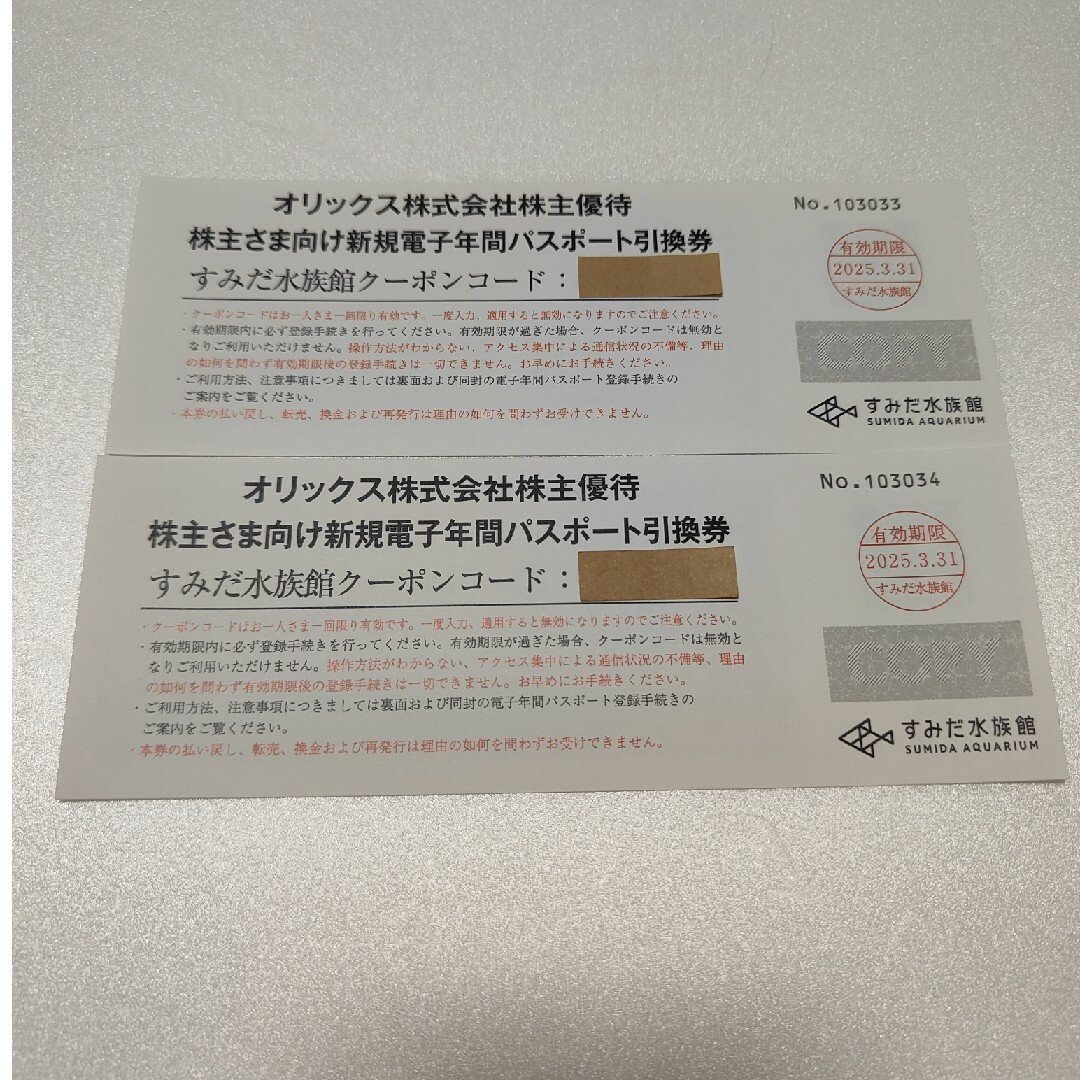 オリックス株式会社株主優待
No.103033
株主さま向け新規電子年間パスポート引換券
すみだ水族館クーポンコード：
有効期限
2025.3.31
すみだ水族館
・クーポンコードはお一人さま一回限り有効です。一度入力、適用すると無効になりますのでご注意ください。
・有効期限内に必ず登録手続きを行ってください。有効期限が過ぎた場合、クーポンコードは無効と
なりご利用いただけません。操作方法がわからない、アクセス集中による通信状況の不備等、理由
の如何を問わず有効期限後の登録手続きは一切できません。お早めにお手続きください。
・ご利用方法、注意事項につきましては裏面および同封の電子年間パスポート登録手続きの
ご案内をご覧ください。
・本券の払い戻し、転売、換金および再発行は理由の如何を問わずお受けできません。
COPY
すみだ水族館
SUMIDA AQUARIUM
オリックス株式会社株主優待
No.103034
株主さま向け新規電子年間パスポート引換券
すみだ水族館クーポンコード：
有効期限
2025.3.31
すみだ水族館
・クーポンコードはお一人さま一回限り有効です。一度入力、適用すると無効になりますのでご注意ください。
・有効期限内に必ず登録手続きを行ってください。有効期限が過ぎた場合、クーポンコードは無効と
なりご利用いただけません。操作方法がわからない、アクセス集中による通信状況の不備等、理由
の如何を問わず有効期限後の登録手続きは一切できません。お早めにお手続きください。
・ご利用方法、注意事項につきましては裏面および同封の電子年間パスポート登録手続きの
ご案内をご覧ください。
・本券の払い戻し、転売、換金および再発行は理由の如何を問わずお受けできません。
COPY
すみだ水族館
SUMIDA AQUARIUM